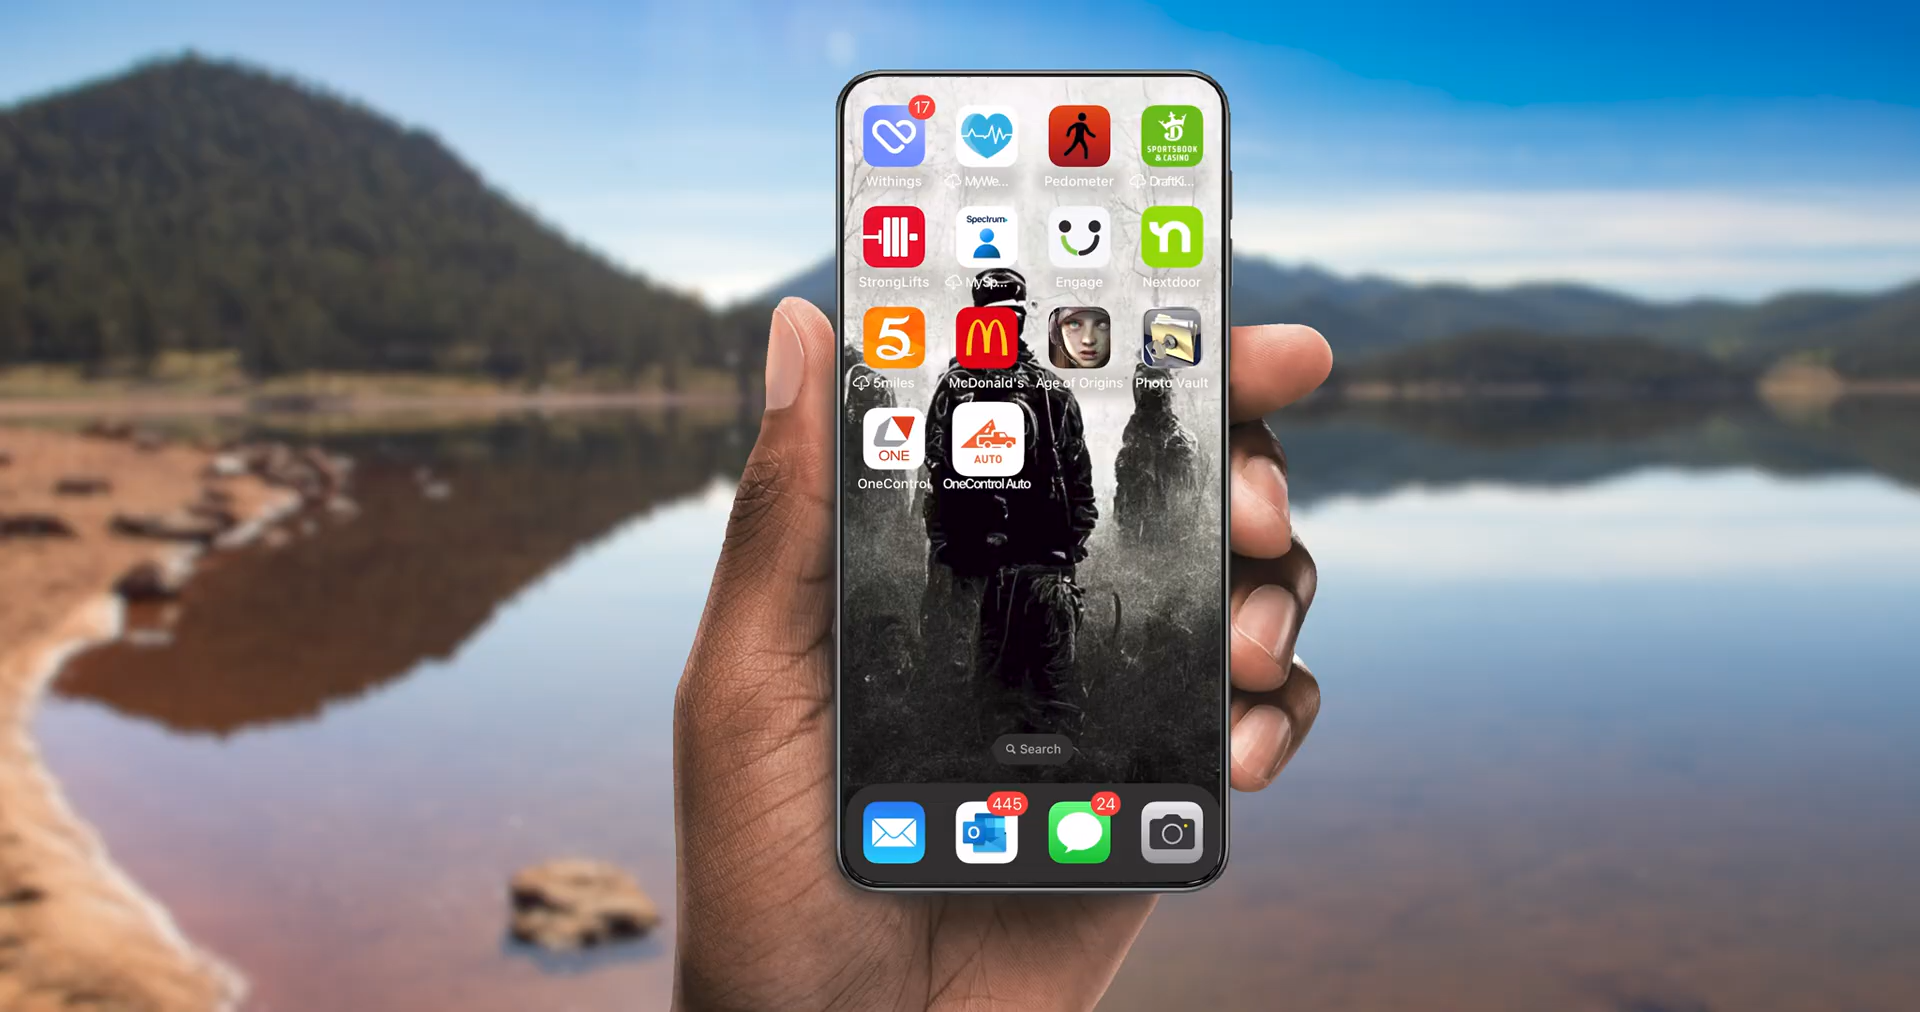 17
Withings
MyWe...
Pedometer
SPORTSBOOK
& CASINO
DraftKi...
StrongLifts
Spectrum
MySp...
Engage
Nextdoor
5
5miles
McDonald's
Age of Origins
Photo Vault
ONE
OneControl
AUTO
OneControl Auto
Search
445
24